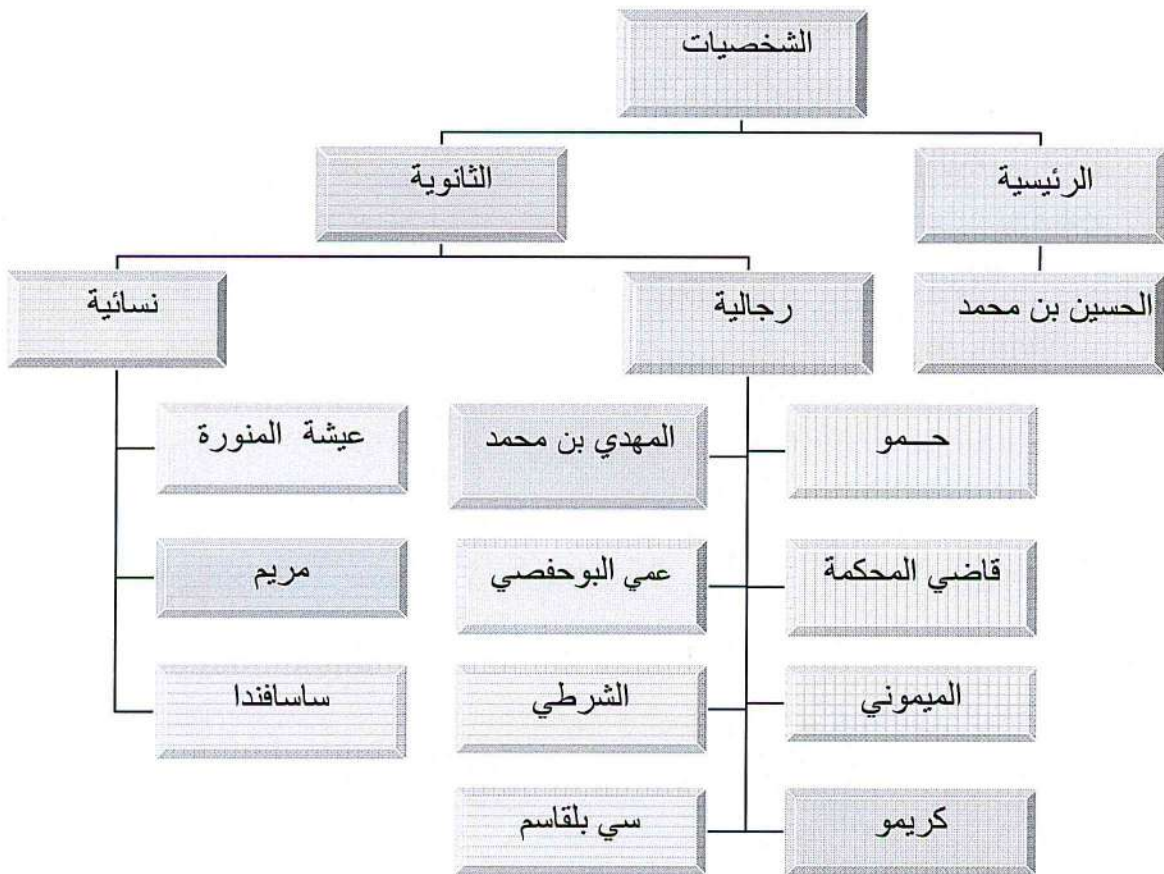 الشخصيات
الرئيسية
الثانوية
الحسين بن محمد
رجالية
نسائية
حـــمو
المهدي بن محمد
عيشة المنورة
قاضي المحكمة
عمي البوحفصي
مريم
الميموني
الشرطي
ساسافندا
كريمو
سي بلقاسم